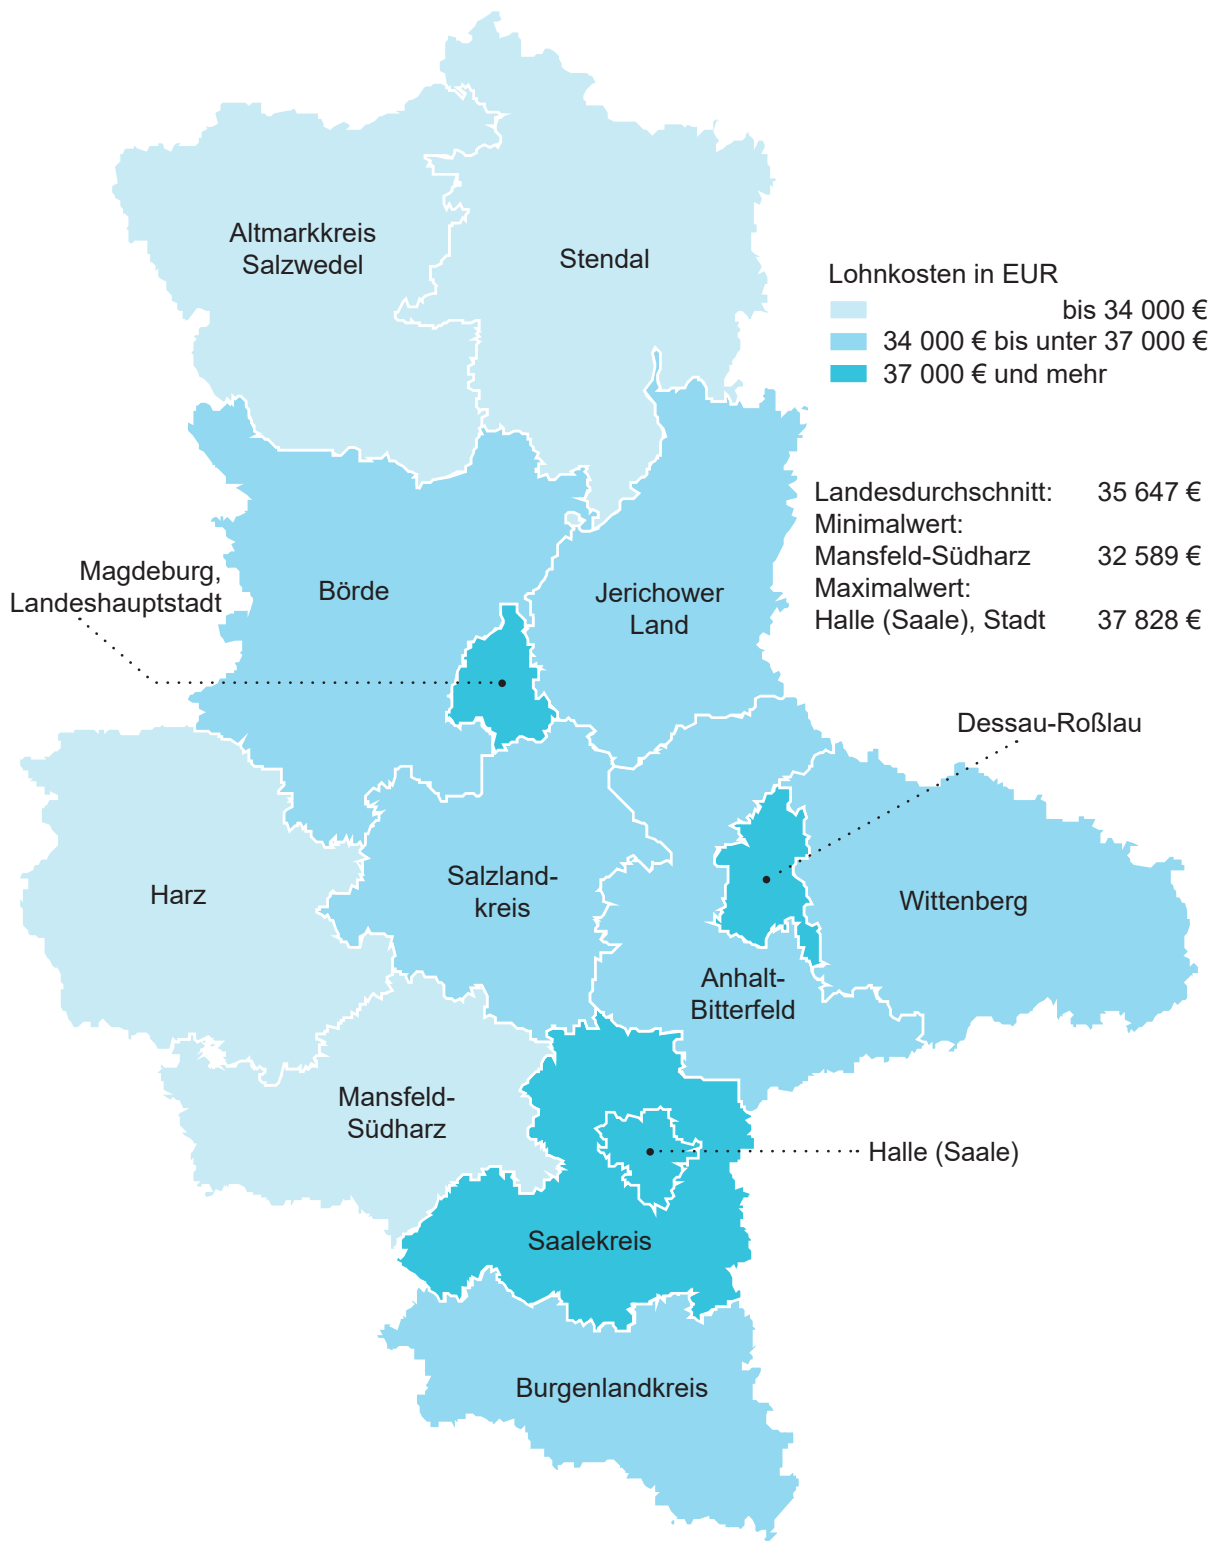 Altmarkkreis
Salzwedel
Stendal
Lohnkosten in EUR
bis 34 000 €
34 000 € bis unter 37 000 €
37 000 € und mehr
Landesdurchschnitt: 35 647 €
Minimalwert:
Mansfeld-Südharz 32 589 €
Maximalwert:
Halle (Saale), Stadt 37 828 €
Magdeburg,
Landeshauptstadt
Börde
Jerichower
Land
Dessau-Roßlau
Harz
Salzland-
kreis
Wittenberg
Anhalt-
Bitterfeld
Mansfeld-
Südharz
Halle (Saale)
Saalekreis
Burgenlandkreis